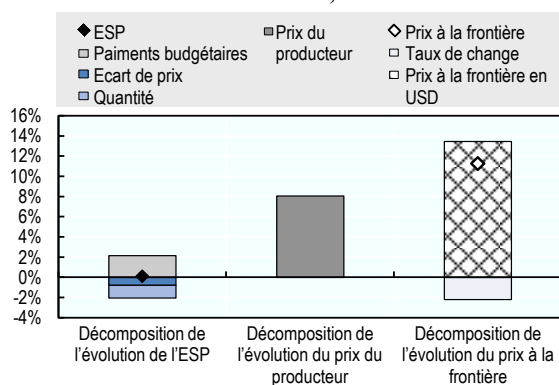 ESP
Paiments budgétaires
Ecart de prix
Quantité
Prix du
producteur
Prix à la frontière
Taux de change
Prix à la frontière en
USD
16%
14%
12%
10%
8%
6%
4%
2%
0%
-2%
-4%
Décomposition de
l'évolution de l'ESP
Décomposition de
l'évolution du prix du
producteur
Décomposition de
l'évolution du prix à la
frontière